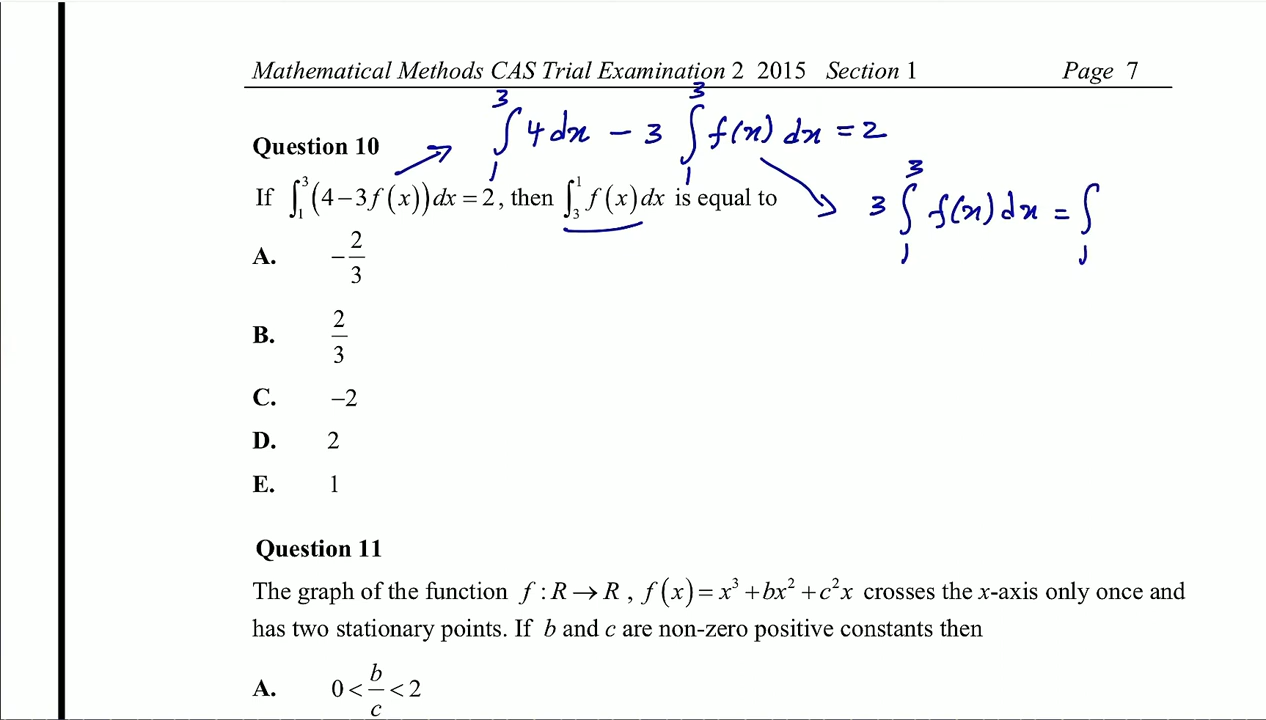 Mathematical Methods CAS Trial Examination 2 2015 Section 1 Page 7
∫₁³ 4 dx − 3 ∫₁³ f(x) dx = 2
Question 10
If ∫₁³ (4−3f(x))dx = 2, then ∫₃¹ f(x)dx is equal to
3 ∫₁³ f(x) dx = ∫₁
A. −2/3
B. 2/3
C. −2
D. 2
E. 1
Question 11
The graph of the function f : R → R , f(x) = x³ + bx² + c²x crosses the x-axis only once and
has two stationary points. If b and c are non-zero positive constants then
A. 0 < b/c < 2